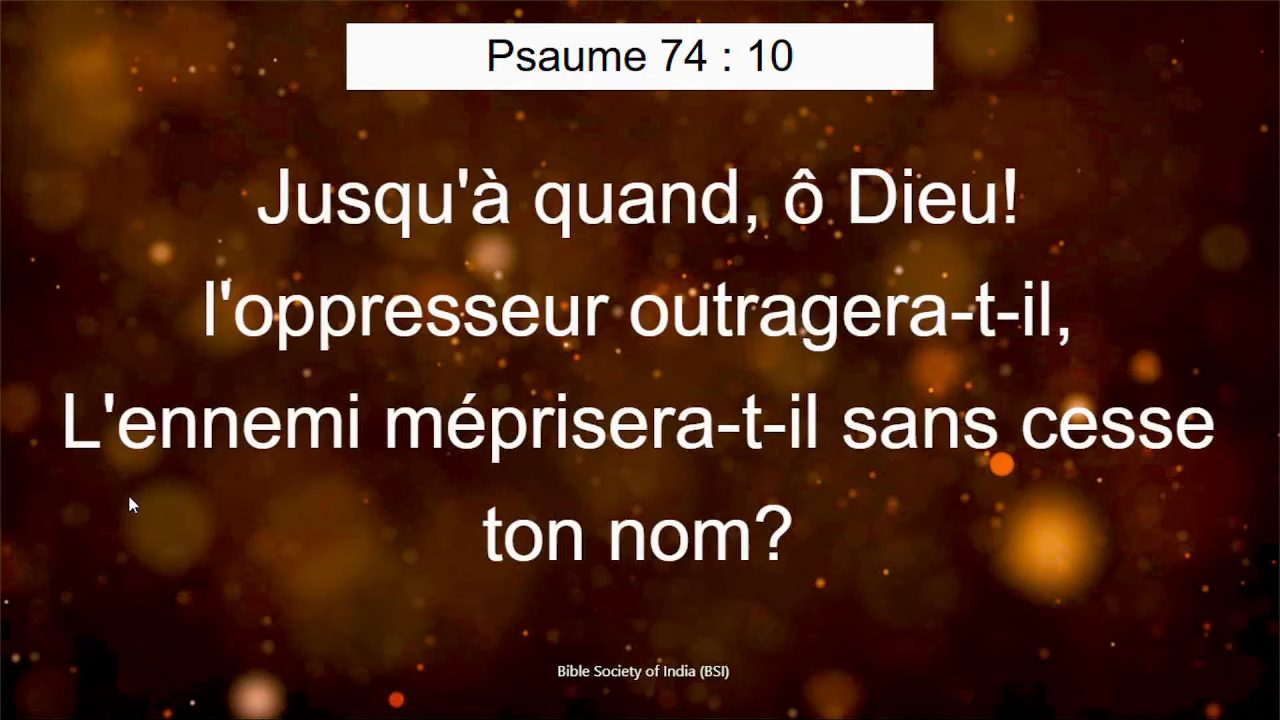 Psaume 74 : 10
Jusqu'à quand, ô Dieu!
l'oppresseur outragera-t-il,
L'ennemi méprisera-t-il sans cesse
ton nom?
Bible Society of India (BSI)